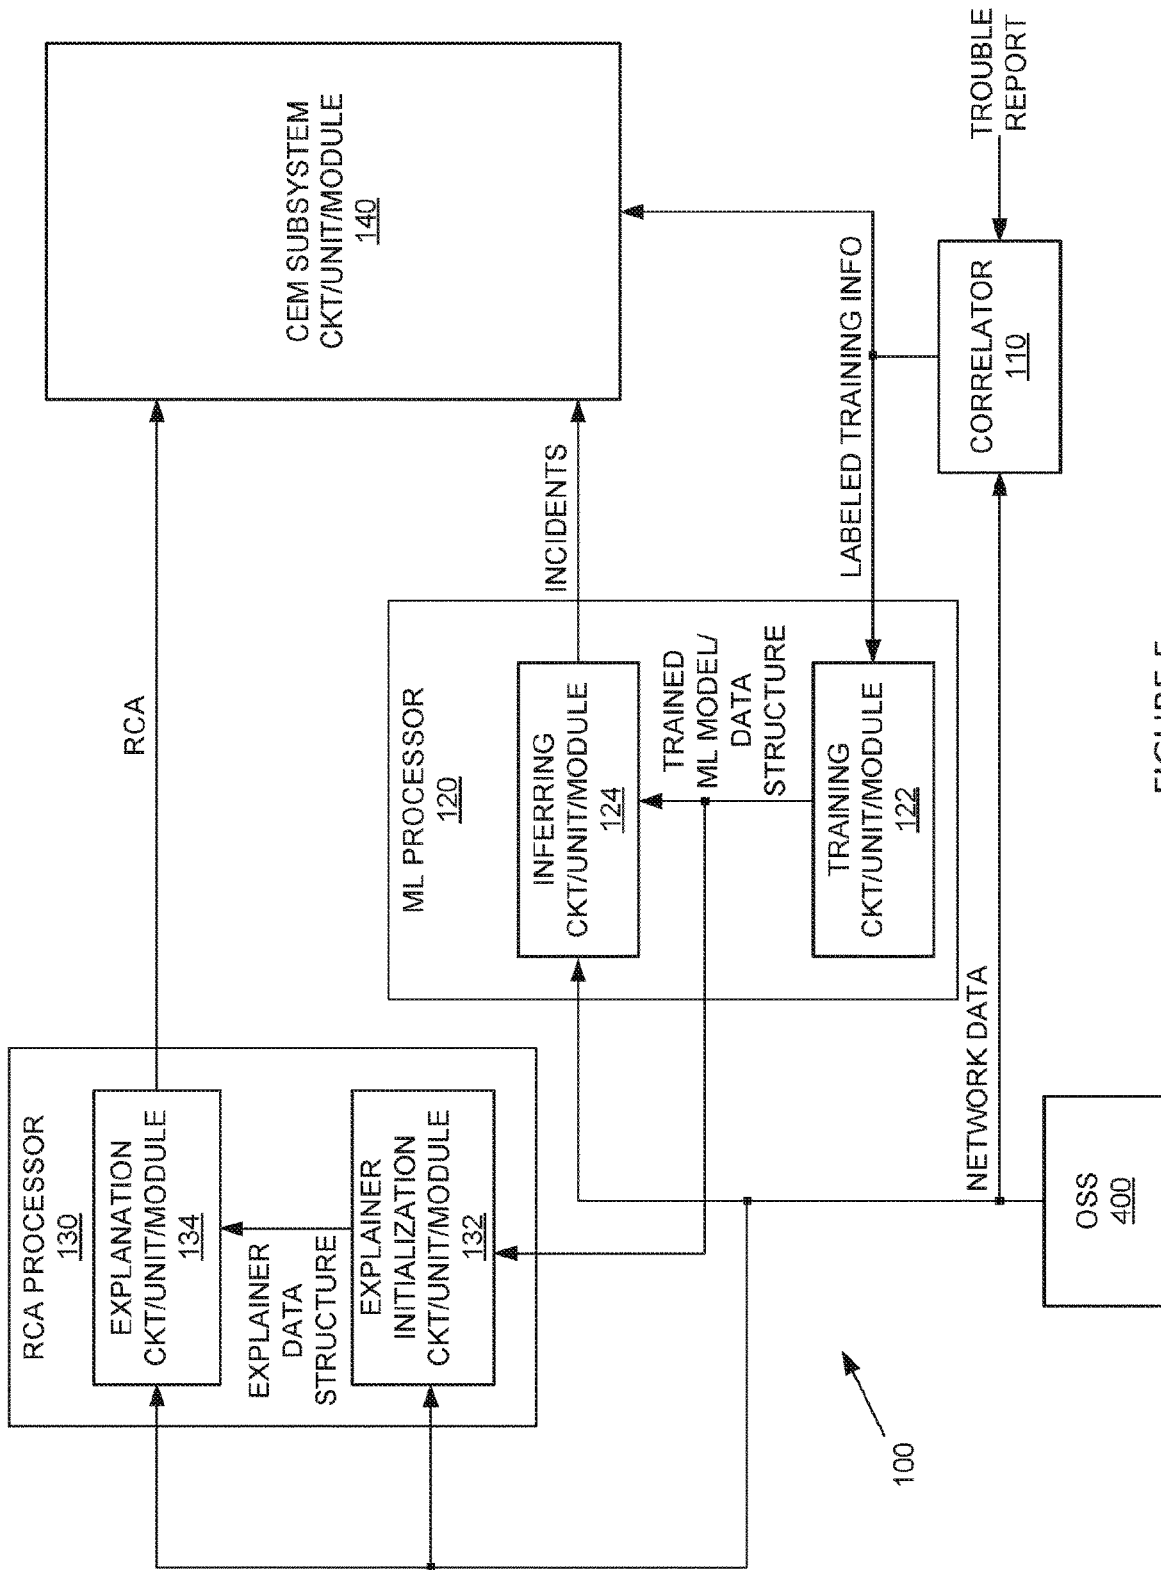 RCA PROCESSOR
130
EXPLANATION
CKT/UNIT/MODULE
134
EXPLAINER
DATA
STRUCTURE
EXPLAINER
INITIALIZATION
CKT/UNIT/MODULE
132
RCA
ML PROCESSOR
120
INFERRING
CKT/UNIT/MODULE
124
TRAINED
ML MODEL/
DATA
STRUCTURE
TRAINING
CKT/UNIT/MODULE
122
INCIDENTS
CEM SUBSYSTEM
CKT/UNIT/MODULE
140
LABELED TRAINING INFO
NETWORK DATA
CORRELATOR
110
TROUBLE
REPORT
OSS
400
100